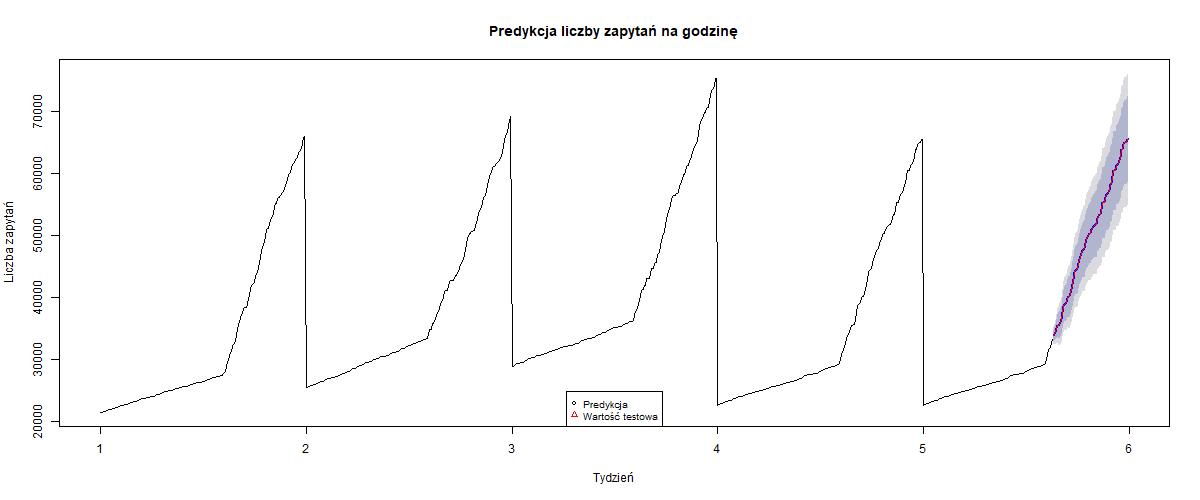 Predykcja liczby zapytań na godzinę
Liczba zapytań
70000
60000
50000
40000
30000
20000
Predykcja
Wartość testowa
1 2 3 4 5 6
Tydzień